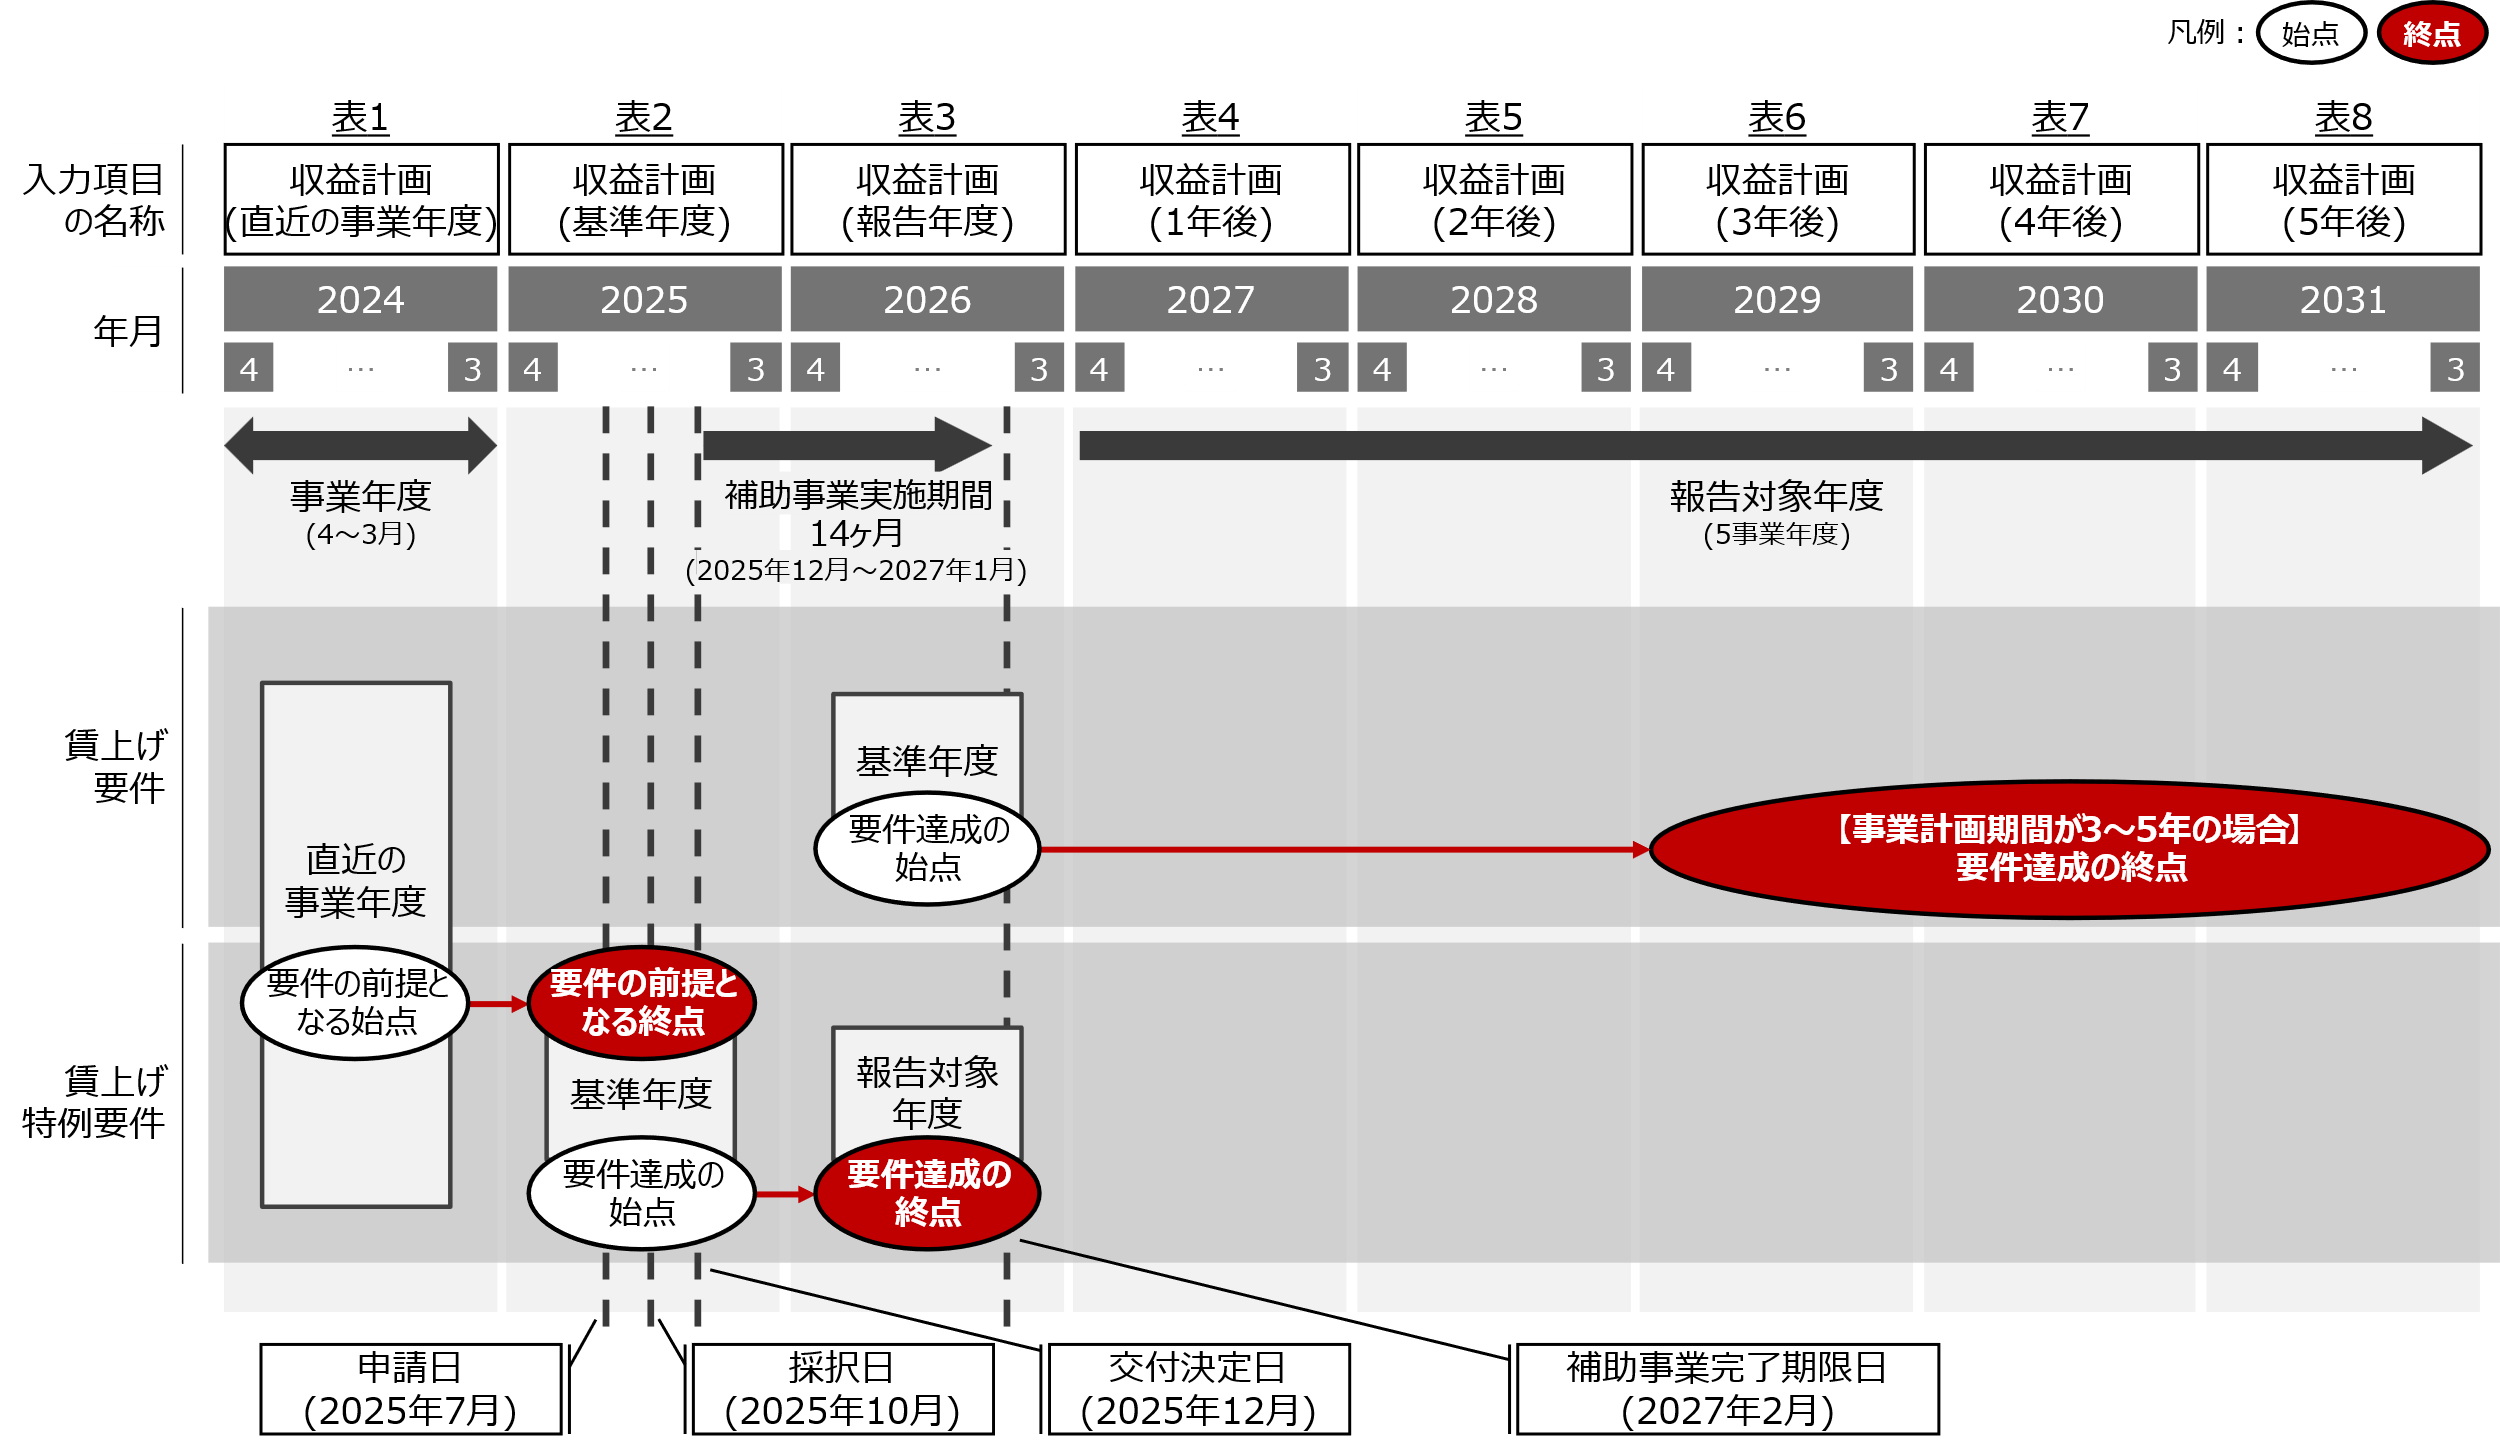 凡例：
始点
終点
表1
表2
表3
表4
表5
表6
表7
表8
入力項目
の名称
収益計画
(直近の事業年度)
収益計画
(基準年度)
収益計画
(報告年度)
収益計画
(1年後)
収益計画
(2年後)
収益計画
(3年後)
収益計画
(4年後)
収益計画
(5年後)
年月
2024
2025
2026
2027
2028
2029
2030
2031
4 … 3
4 … 3
4 … 3
4 … 3
4 … 3
4 … 3
4 … 3
4 … 3
事業年度
(4～3月)
補助事業実施期間
14ヶ月
(2025年12月～2027年1月)
報告対象年度
(5事業年度)
賃上げ
要件
直近の
事業年度
基準年度
要件達成の
始点
【事業計画期間が3～5年の場合】
要件達成の終点
賃上げ
特例要件
要件の前提と
なる始点
要件の前提と
なる終点
基準年度
要件達成の
始点
報告対象
年度
要件達成の
終点
申請日
(2025年7月)
採択日
(2025年10月)
交付決定日
(2025年12月)
補助事業完了期限日
(2027年2月)